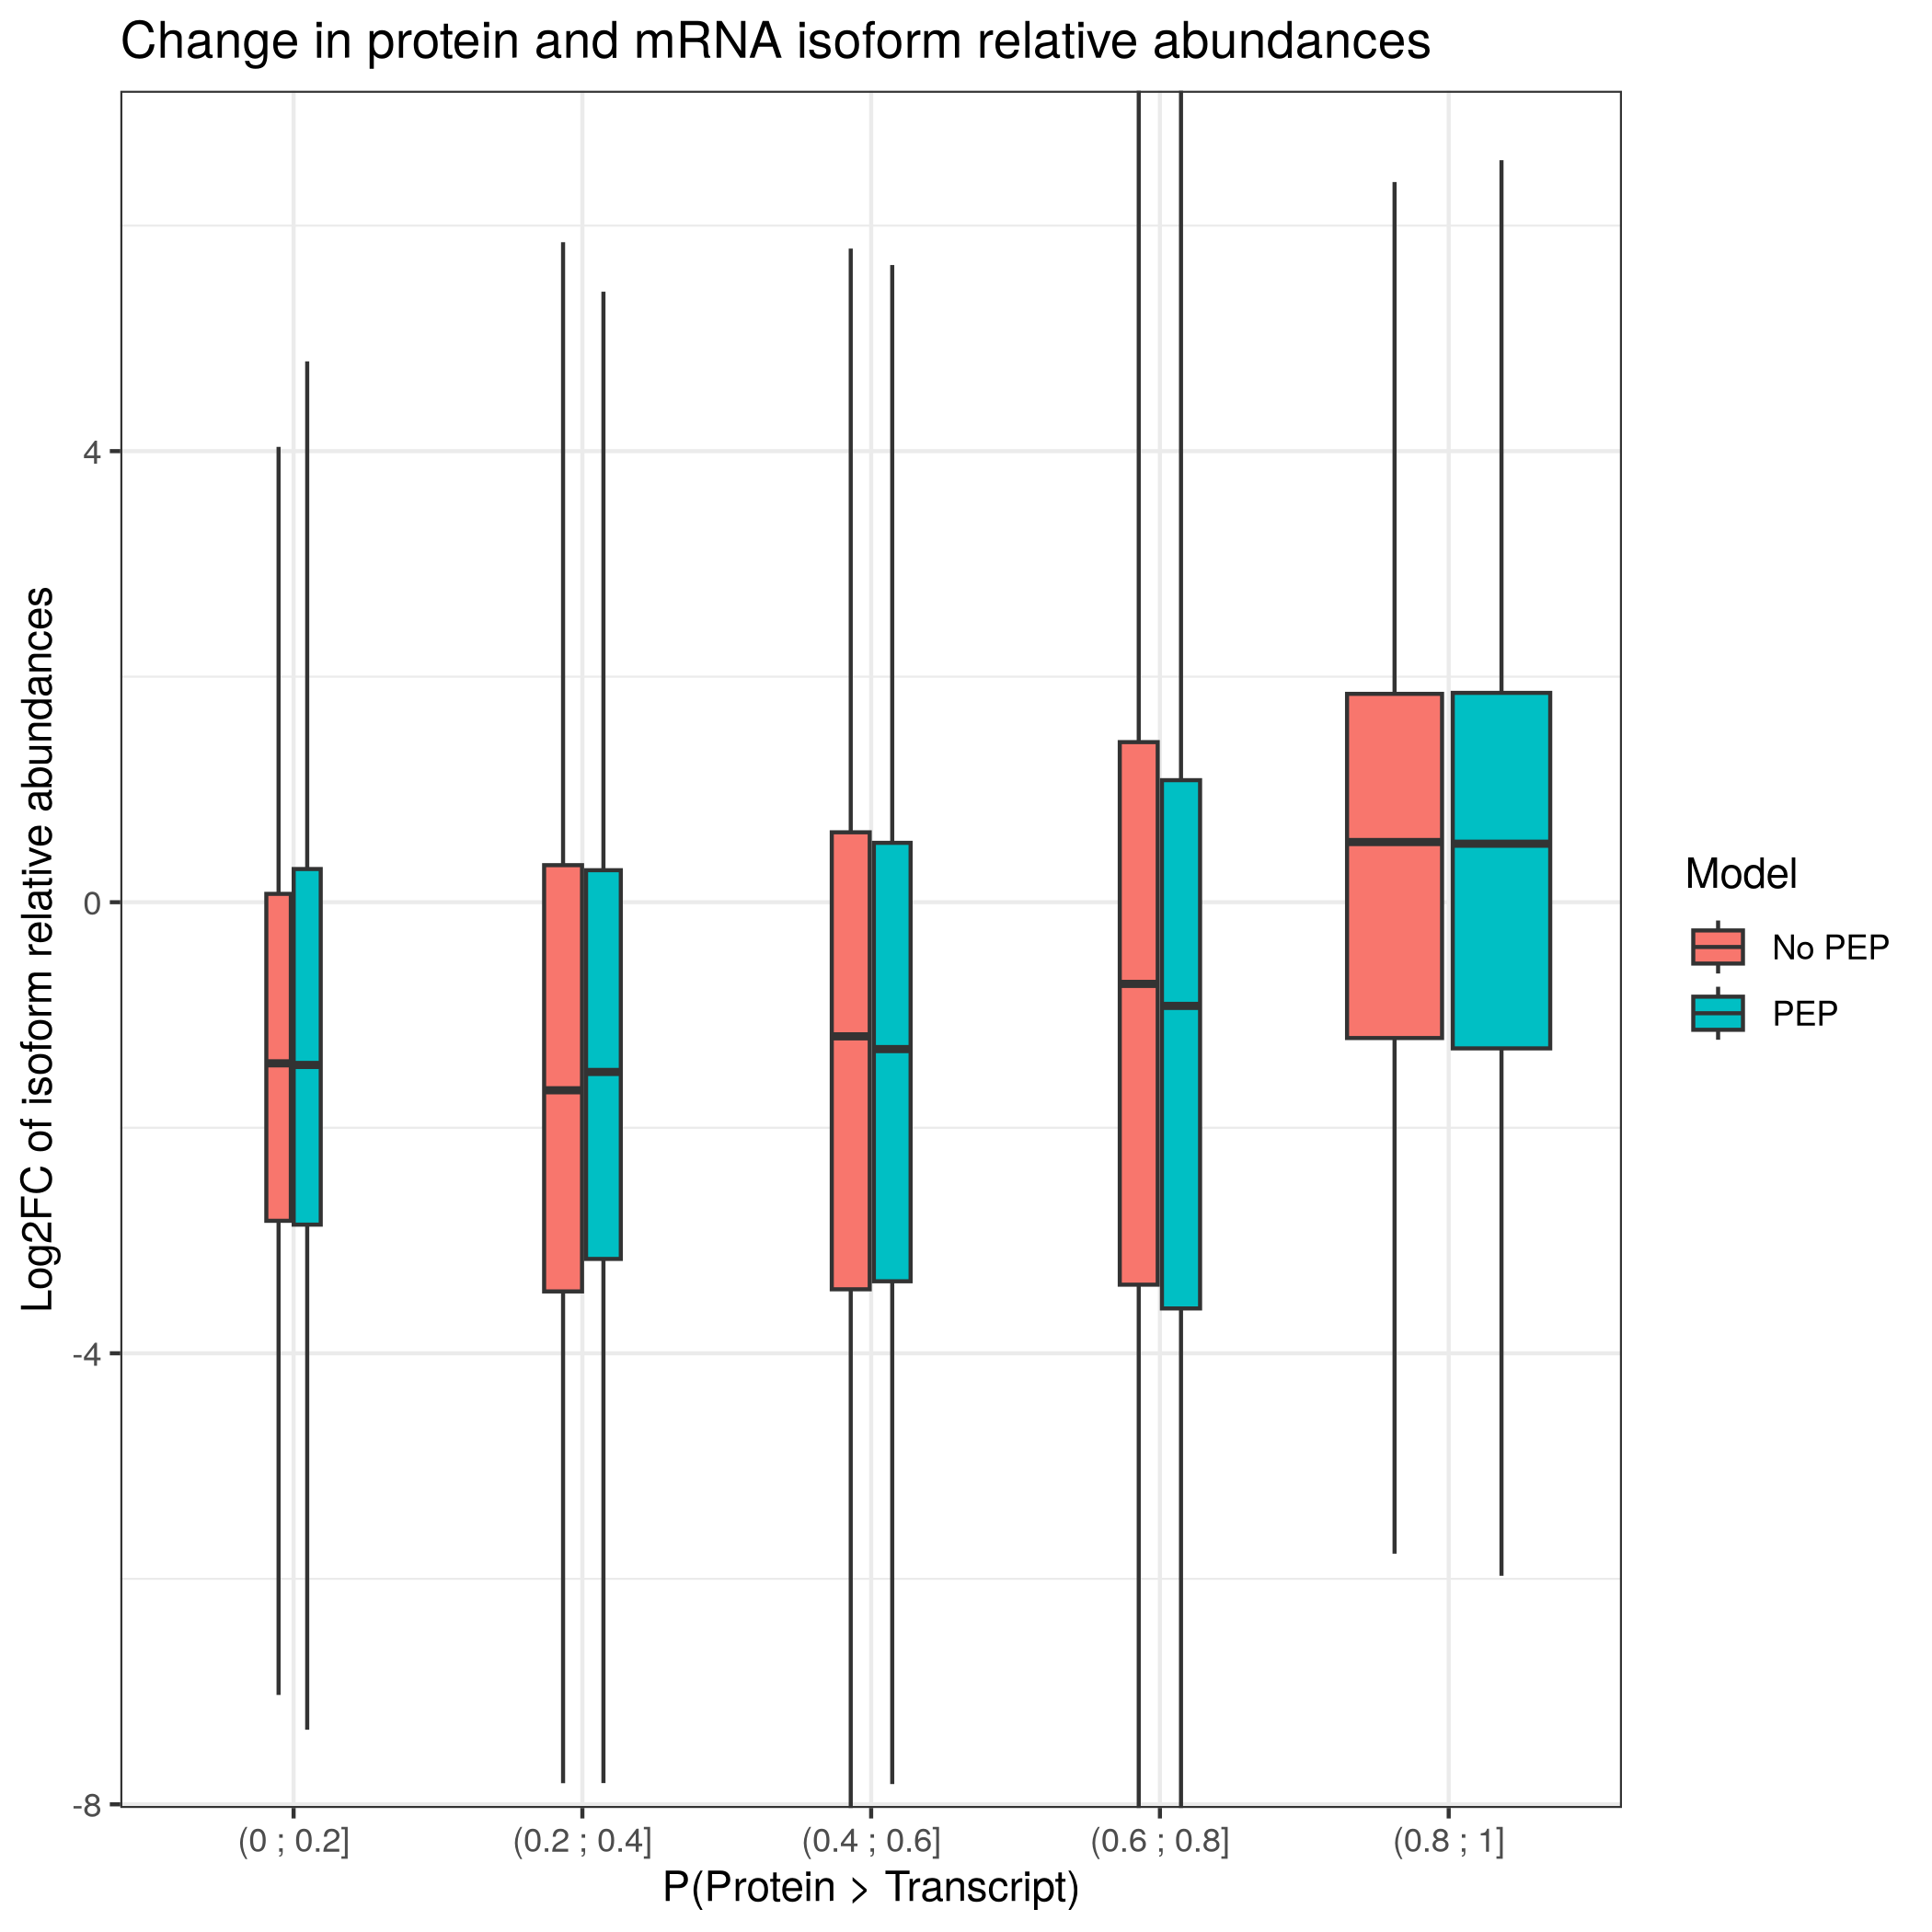 Change in protein and mRNA isoform relative abundances
Log2FC of isoform relative abundances
4
0
-4
-8
(0 ; 0.2]
(0.2 ; 0.4]
(0.4 ; 0.6]
(0.6 ; 0.8]
(0.8 ; 1]
P(Protein > Transcript)
Model
No PEP
PEP